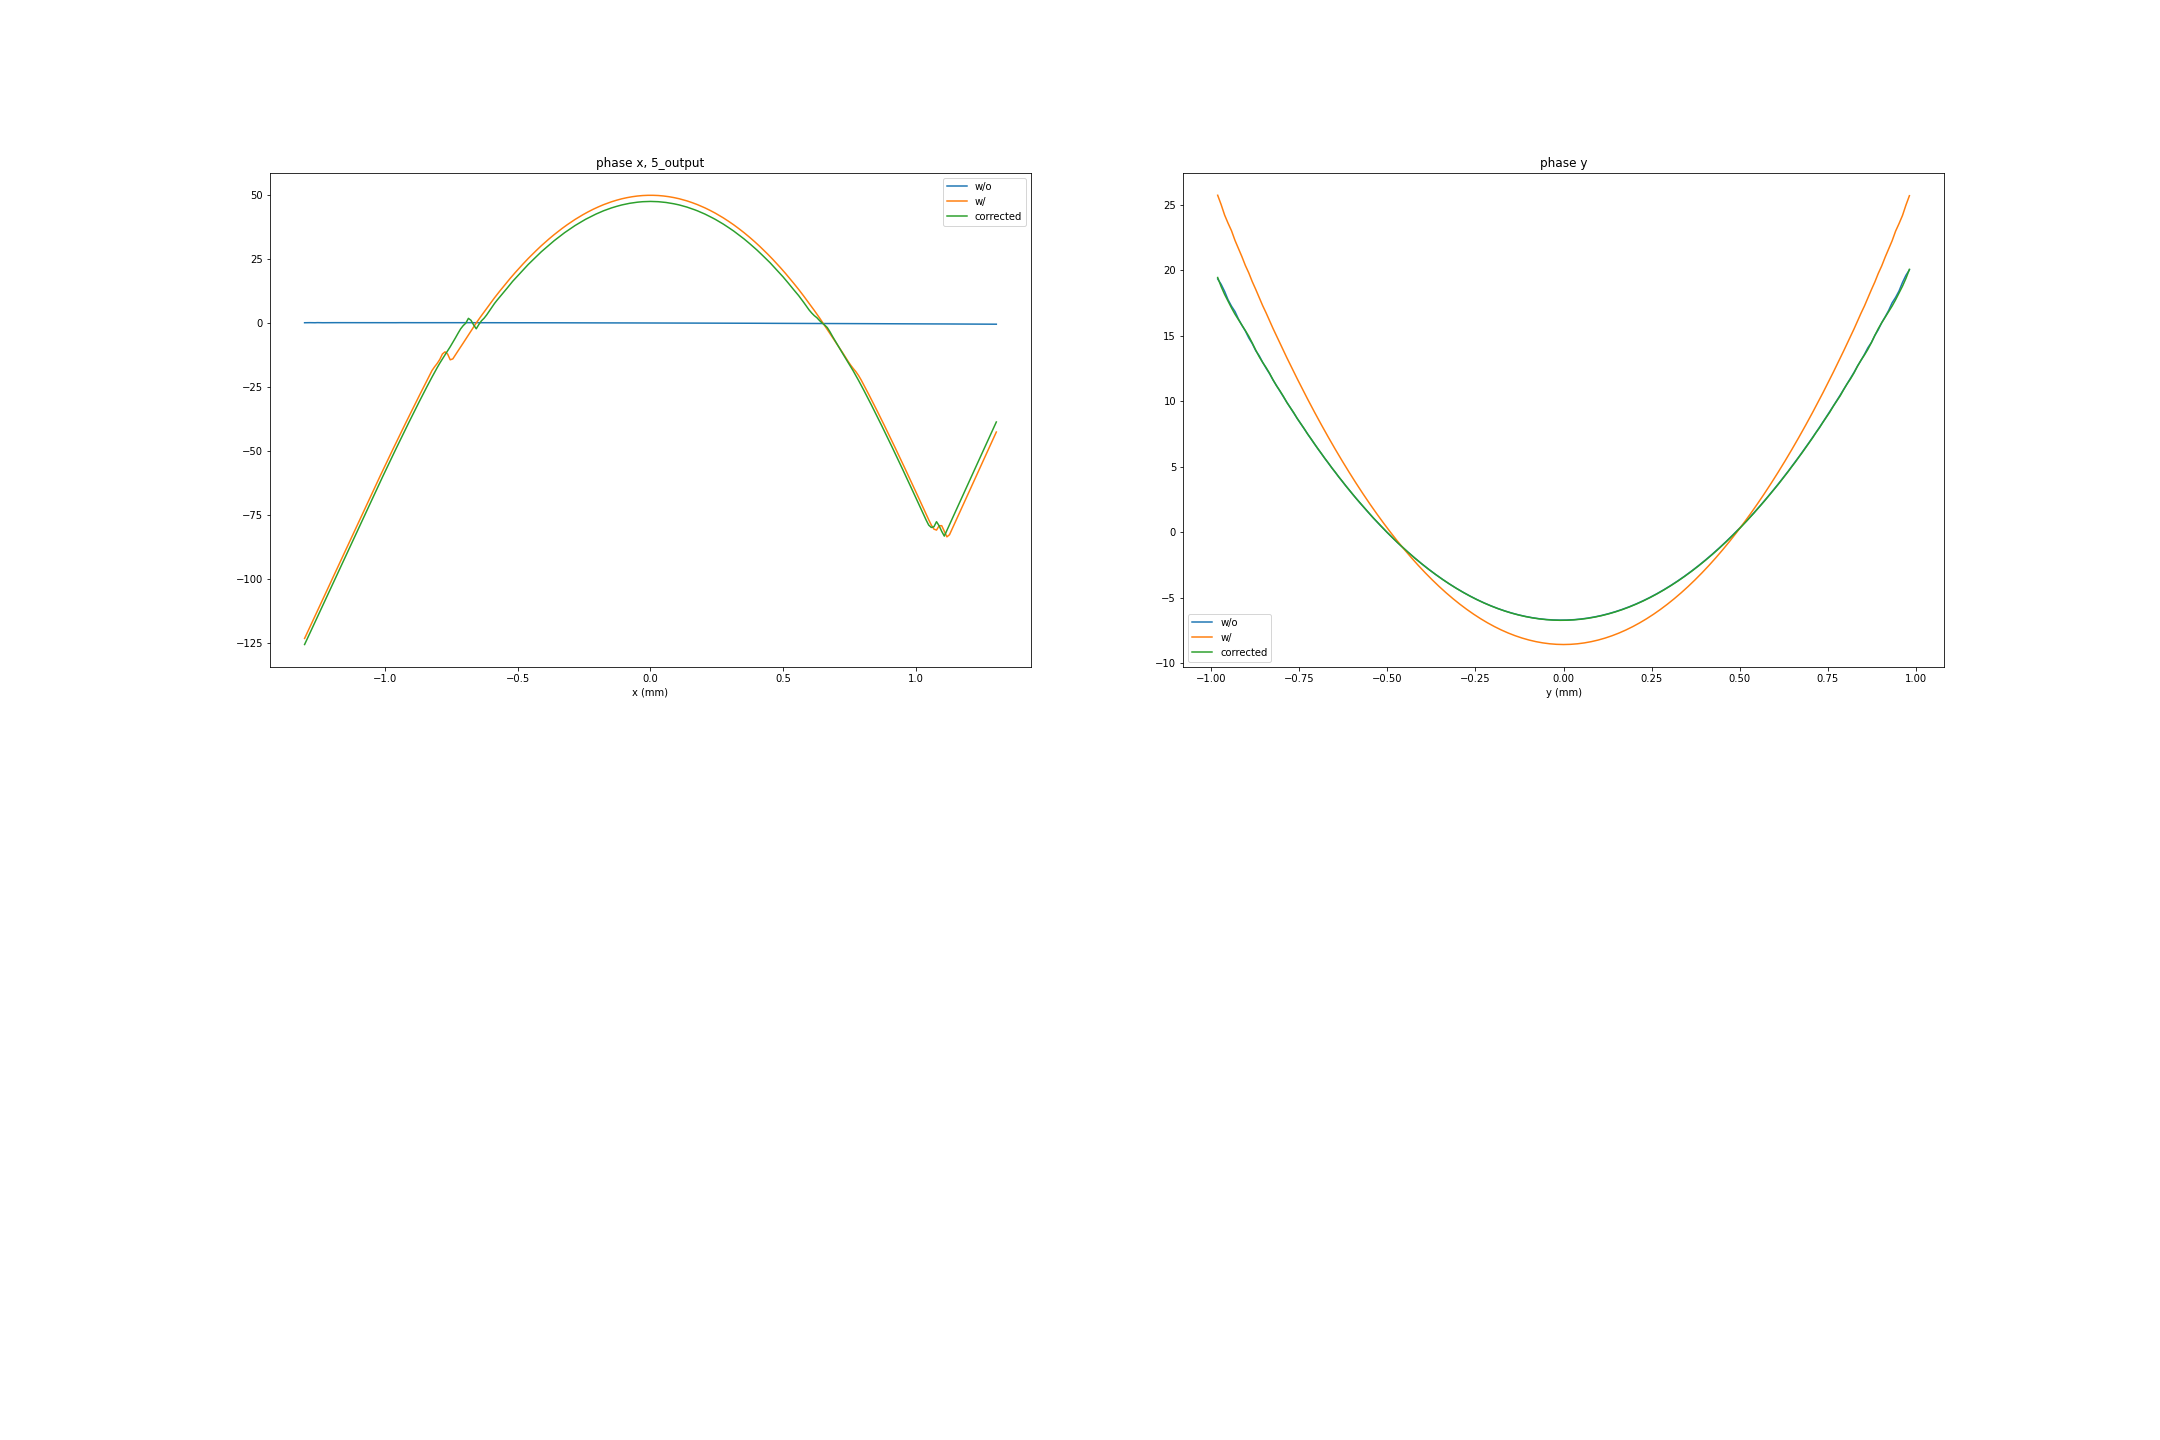 phase x, 5_output
50
25
0
−25
−50
−75
−100
−125
−1.0 −0.5 0.0 0.5 1.0
x (mm)
w/o
w/
corrected
phase y
25
20
15
10
5
0
−5
−10
−1.00 −0.75 −0.50 −0.25 0.00 0.25 0.50 0.75 1.00
y (mm)
w/o
w/
corrected